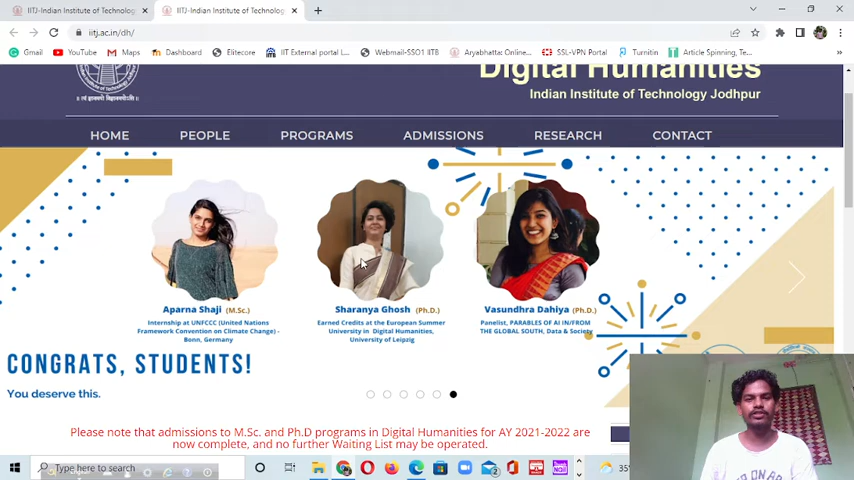 IITJ-Indian Institute of Technolog
IITJ-Indian Institute of Technolog
iitj.ac.in/dh/
Gmail
YouTube
Maps
Dashboard
Elitecore
IIT External portal I...
Webmail-SSO1 IITB
Aryabhatta: Online...
SSL-VPN Portal
Turnitin
Article Spinning, Te...
Digital Humanities
Indian Institute of Technology Jodhpur
HOME
PEOPLE
PROGRAMS
ADMISSIONS
RESEARCH
CONTACT
Aparna Shaji (M.Sc.)
Internship at UNFCCC (United Nations
Framework Convention on Climate Change) -
Bonn, Germany
Sharanya Ghosh (Ph.D.)
Earned Credits at the European Summer
University in Digital Humanities,
University of Leipzig
Vasundhra Dahiya (Ph.D.)
Panelist, PARABLES OF AI IN/FROM
THE GLOBAL SOUTH, Data & Society
CONGRATS, STUDENTS!
You deserve this.
Please note that admissions to M.Sc. and Ph.D programs in Digital Humanities for AY 2021-2022 are
now complete, and no further Waiting List may be operated.
Type here to search
35°